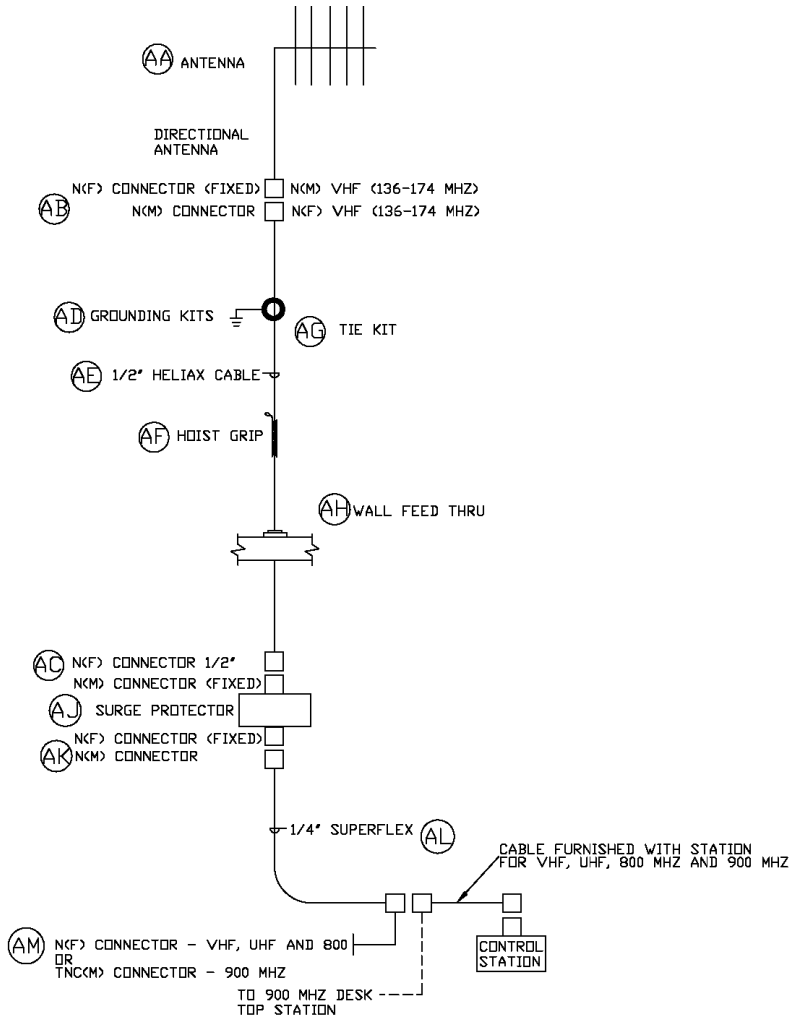 AA ANTENNA
DIRECTIONAL
ANTENNA
N(F) CONNECTOR (FIXED) N(M) VHF (136-174 MHZ)
AB N(M) CONNECTOR N(F) VHF (136-174 MHZ)
AD GROUNDING KITS
AG TIE KIT
AE 1/2" HELIAX CABLE
AF HOIST GRIP
AH WALL FEED THRU
AC N(F) CONNECTOR 1/2"
N(M) CONNECTOR (FIXED)
AJ SURGE PROTECTOR
N(F) CONNECTOR (FIXED)
AK N(M) CONNECTOR
1/4" SUPERFLEX AL
CABLE FURNISHED WITH STATION
FOR VHF, UHF, 800 MHZ AND 900 MHZ
AM N(F) CONNECTOR - VHF, UHF AND 800
OR
TNC(M) CONNECTOR - 900 MHZ
CONTROL
STATION
TO 900 MHZ DESK
TOP STATION